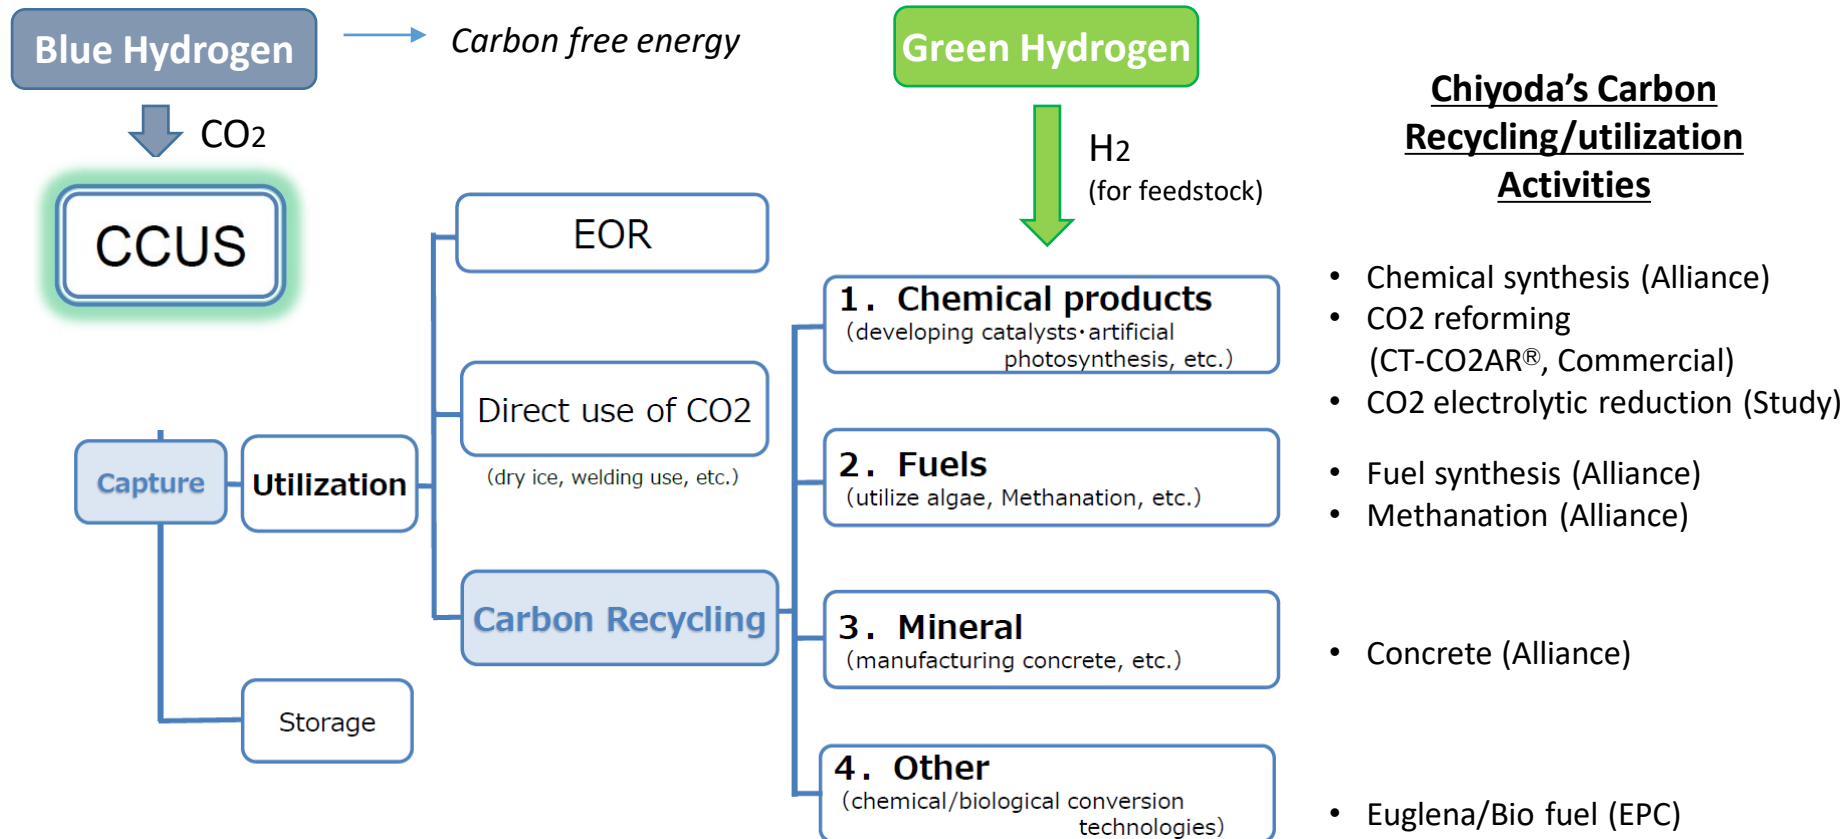 Blue Hydrogen
Carbon free energy
Green Hydrogen
CO2
H2
(for feedstock)
Chiyoda's Carbon
Recycling/utilization
Activities
CCUS
EOR
Direct use of CO2
(dry ice, welding use, etc.)
Capture
Utilization
Carbon Recycling
Storage
1. Chemical products
(developing catalysts・artificial
photosynthesis, etc.)
2. Fuels
(utilize algae, Methanation, etc.)
3. Mineral
(manufacturing concrete, etc.)
4. Other
(chemical/biological conversion
technologies)
• Chemical synthesis (Alliance)
• CO2 reforming
(CT-CO2AR®, Commercial)
• CO2 electrolytic reduction (Study)
• Fuel synthesis (Alliance)
• Methanation (Alliance)
• Concrete (Alliance)
• Euglena/Bio fuel (EPC)